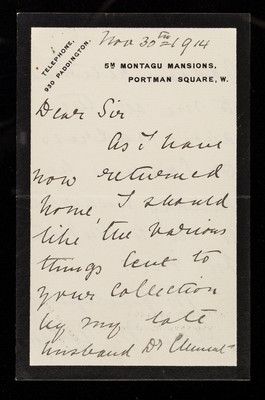 TELEPHONE.
930 PADDINGTON.
Nov 30th 1914
5M MONTAGU MANSIONS,
PORTMAN SQUARE, W.
Dear Sir
As I have
now returned
home, I should
like the various
things lent to
your collection
by my late
husband Dr Clement-